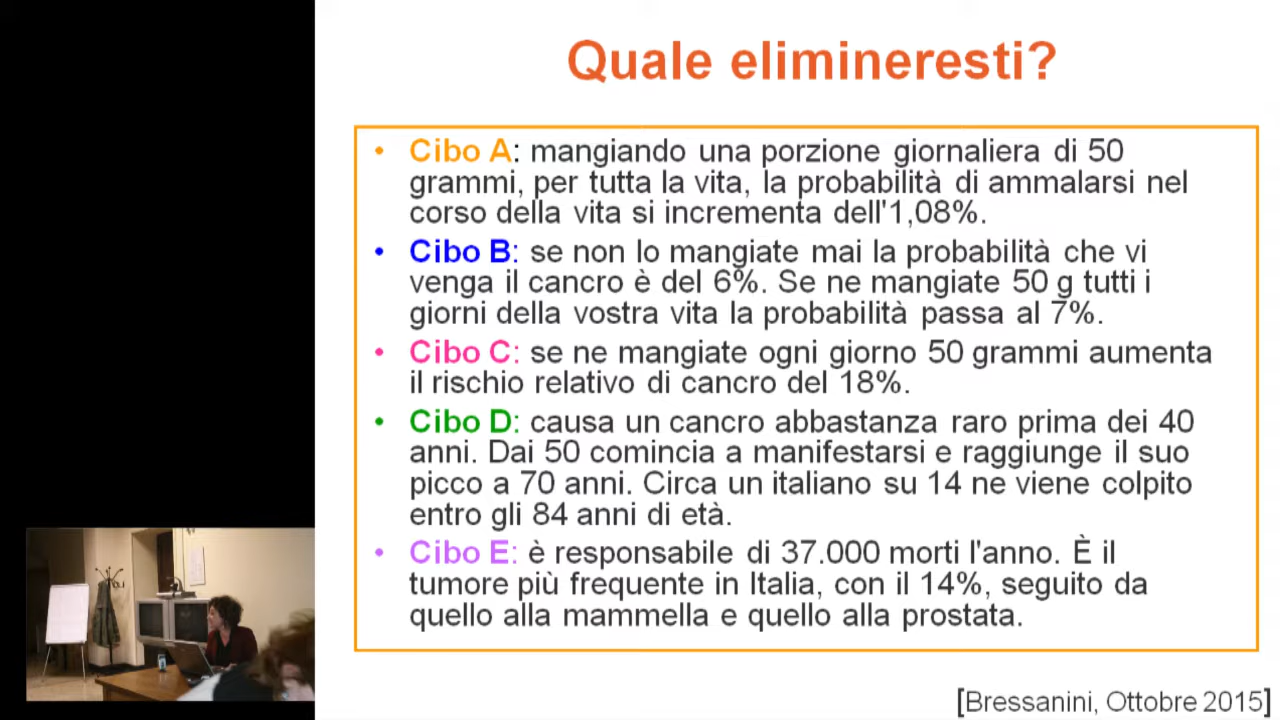 Quale elimineresti?
• Cibo A: mangiando una porzione giornaliera di 50
grammi, per tutta la vita, la probabilità di ammalarsi nel
corso della vita si incrementa dell'1,08%.
• Cibo B: se non lo mangiate mai la probabilità che vi
venga il cancro è del 6%. Se ne mangiate 50 g tutti i
giorni della vostra vita la probabilità passa al 7%.
• Cibo C: se ne mangiate ogni giorno 50 grammi aumenta
il rischio relativo di cancro del 18%.
• Cibo D: causa un cancro abbastanza raro prima dei 40
anni. Dai 50 comincia a manifestarsi e raggiunge il suo
picco a 70 anni. Circa un italiano su 14 ne viene colpito
entro gli 84 anni di età.
• Cibo E: è responsabile di 37.000 morti l'anno. È il
tumore più frequente in Italia, con il 14%, seguito da
quello alla mammella e quello alla prostata.
[Bressanini, Ottobre 2015]